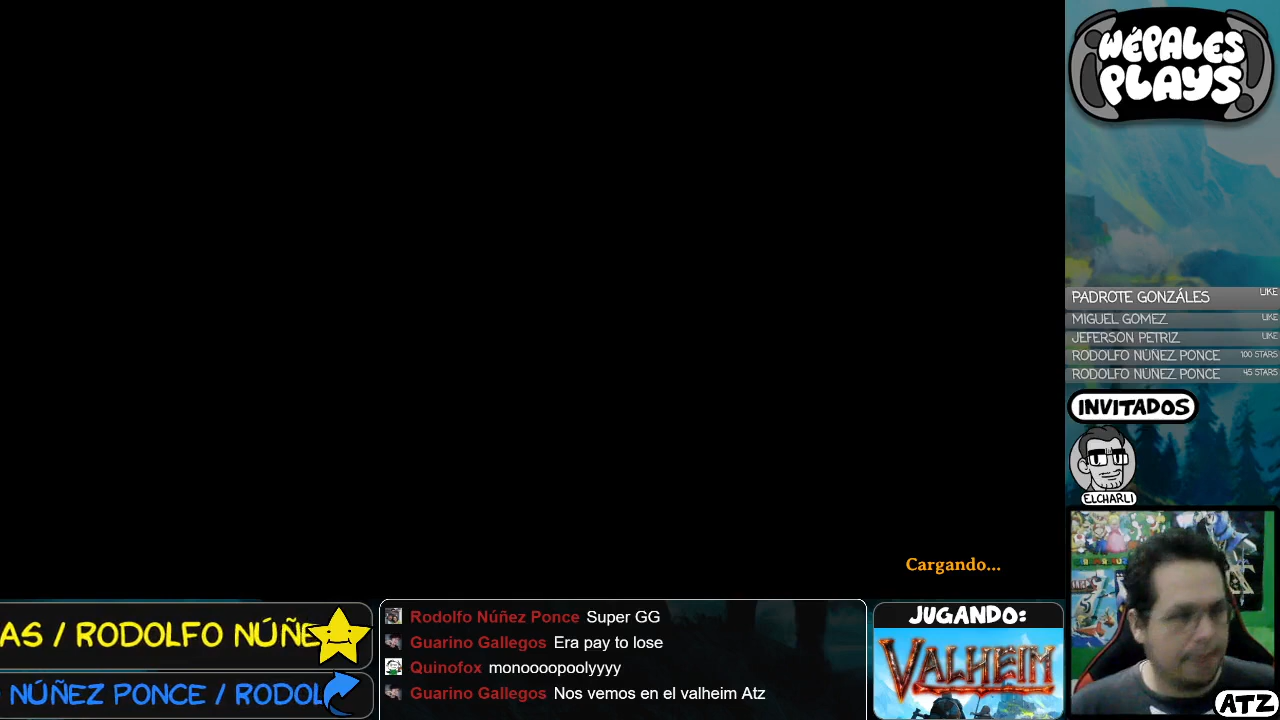 WÉPALES
PLAYS
PADROTE GONZÁLES LIKE
MIGUEL GOMEZ LIKE
JEFERSON PETRIZ LIKE
RODOLFO NÚÑEZ PONCE 100 STARS
RODOLFO NÚÑEZ PONCE 45 STARS
INVITADOS
ELCHARLI
Cargando...
AS / RODOLFO NÚÑE
NÚÑEZ PONCE / RODOL
Rodolfo Núñez Ponce Super GG
Guarino Gallegos Era pay to lose
Quinofox monoooopoolyyyy
Guarino Gallegos Nos vemos en el valheim Atz
JUGANDO:
VALHEIM
ATZ